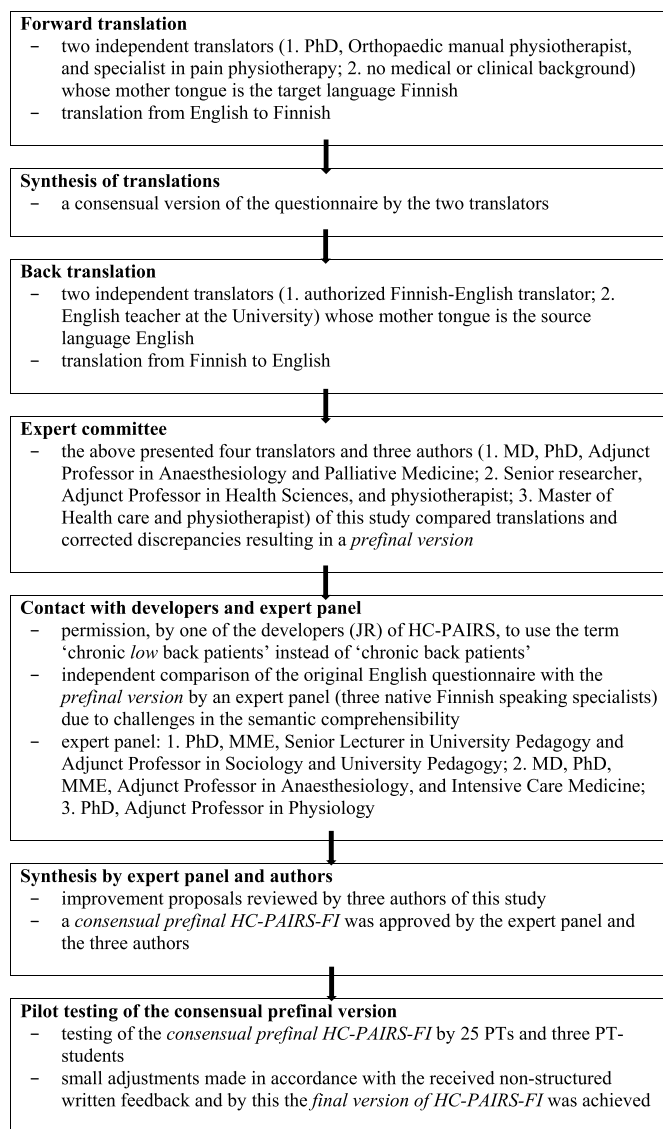 Forward translation
– two independent translators (1. PhD, Orthopaedic manual physiotherapist,
and specialist in pain physiotherapy; 2. no medical or clinical background)
whose mother tongue is the target language Finnish
– translation from English to Finnish
Synthesis of translations
– a consensual version of the questionnaire by the two translators
Back translation
– two independent translators (1. authorized Finnish-English translator; 2.
English teacher at the University) whose mother tongue is the source
language English
– translation from Finnish to English
Expert committee
– the above presented four translators and three authors (1. MD, PhD, Adjunct
Professor in Anaesthesiology and Palliative Medicine; 2. Senior researcher,
Adjunct Professor in Health Sciences, and physiotherapist; 3. Master of
Health care and physiotherapist) of this study compared translations and
corrected discrepancies resulting in a prefinal version
Contact with developers and expert panel
– permission, by one of the developers (JR) of HC-PAIRS, to use the term
‘chronic low back patients’ instead of ‘chronic back patients’
– independent comparison of the original English questionnaire with the
prefinal version by an expert panel (three native Finnish speaking specialists)
due to challenges in the semantic comprehensibility
– expert panel: 1. PhD, MME, Senior Lecturer in University Pedagogy and
Adjunct Professor in Sociology and University Pedagogy; 2. MD, PhD,
MME, Adjunct Professor in Anaesthesiology, and Intensive Care Medicine;
3. PhD, Adjunct Professor in Physiology
Synthesis by expert panel and authors
– improvement proposals reviewed by three authors of this study
– a consensual prefinal HC-PAIRS-FI was approved by the expert panel and
the three authors
Pilot testing of the consensual prefinal version
– testing of the consensual prefinal HC-PAIRS-FI by 25 PTs and three PT-
students
– small adjustments made in accordance with the received non-structured
written feedback and by this the final version of HC-PAIRS-FI was achieved